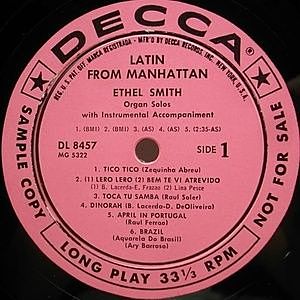 DECCA
REG. U.S. PAT. OFF. MARCA REGISTRADA - MF'D BY DECCA RECORDS, INC. NEW YORK, U.S.A.
LATIN
FROM MANHATTAN
ETHEL SMITH
Organ Solos
with Instrumental Accompaniment
1. (BMI) 2. (BMI) 3. (AS) 4. (AS) 5. (2:35-AS)
DL 8457
MG 5322
SIDE 1
SAMPLE COPY
NOT FOR SALE
1. TICO TICO (Zequinha Abreu)
2. (1) LERO LERO (2) BEM TE VI ATREVIDO
1) B. Lacerda-E. Frazao (2) Lina Pesce
3. TOCA TU SAMBA (Raul Soler)
4. DINORAH (B. Lacerda-D. DeOliveira)
5. APRIL IN PORTUGAL
(Raul Ferrao)
6. BRAZIL
(Aquarela Do Brasil)
(Ary Barroso)
LONG PLAY 33⅓ RPM